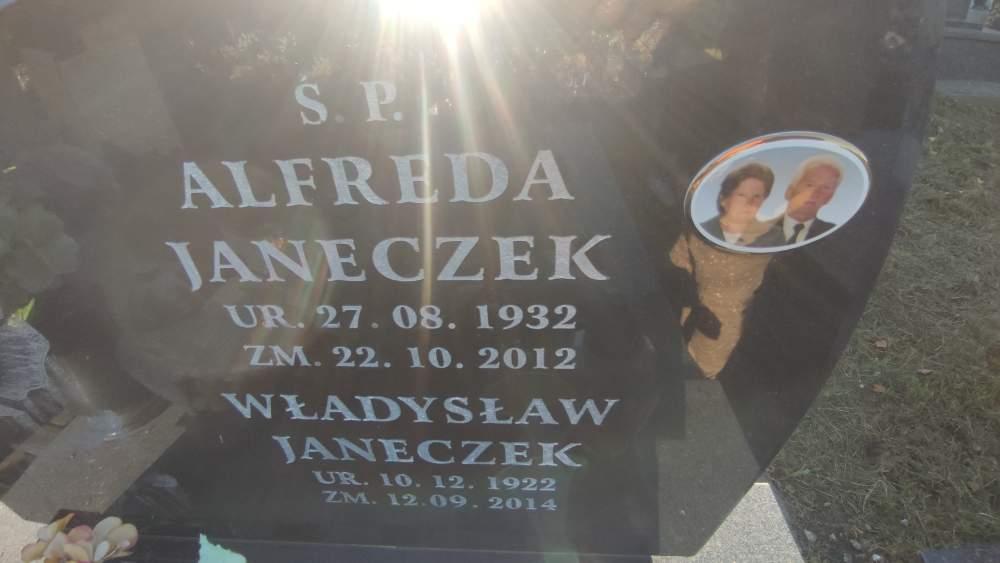 Ś. P.
ALFREDA
JANECZEK
UR. 27. 08. 1932
ZM. 22. 10. 2012
WŁADYSŁAW
JANECZEK
UR. 10. 12. 1922
ZM. 12. 09. 2014